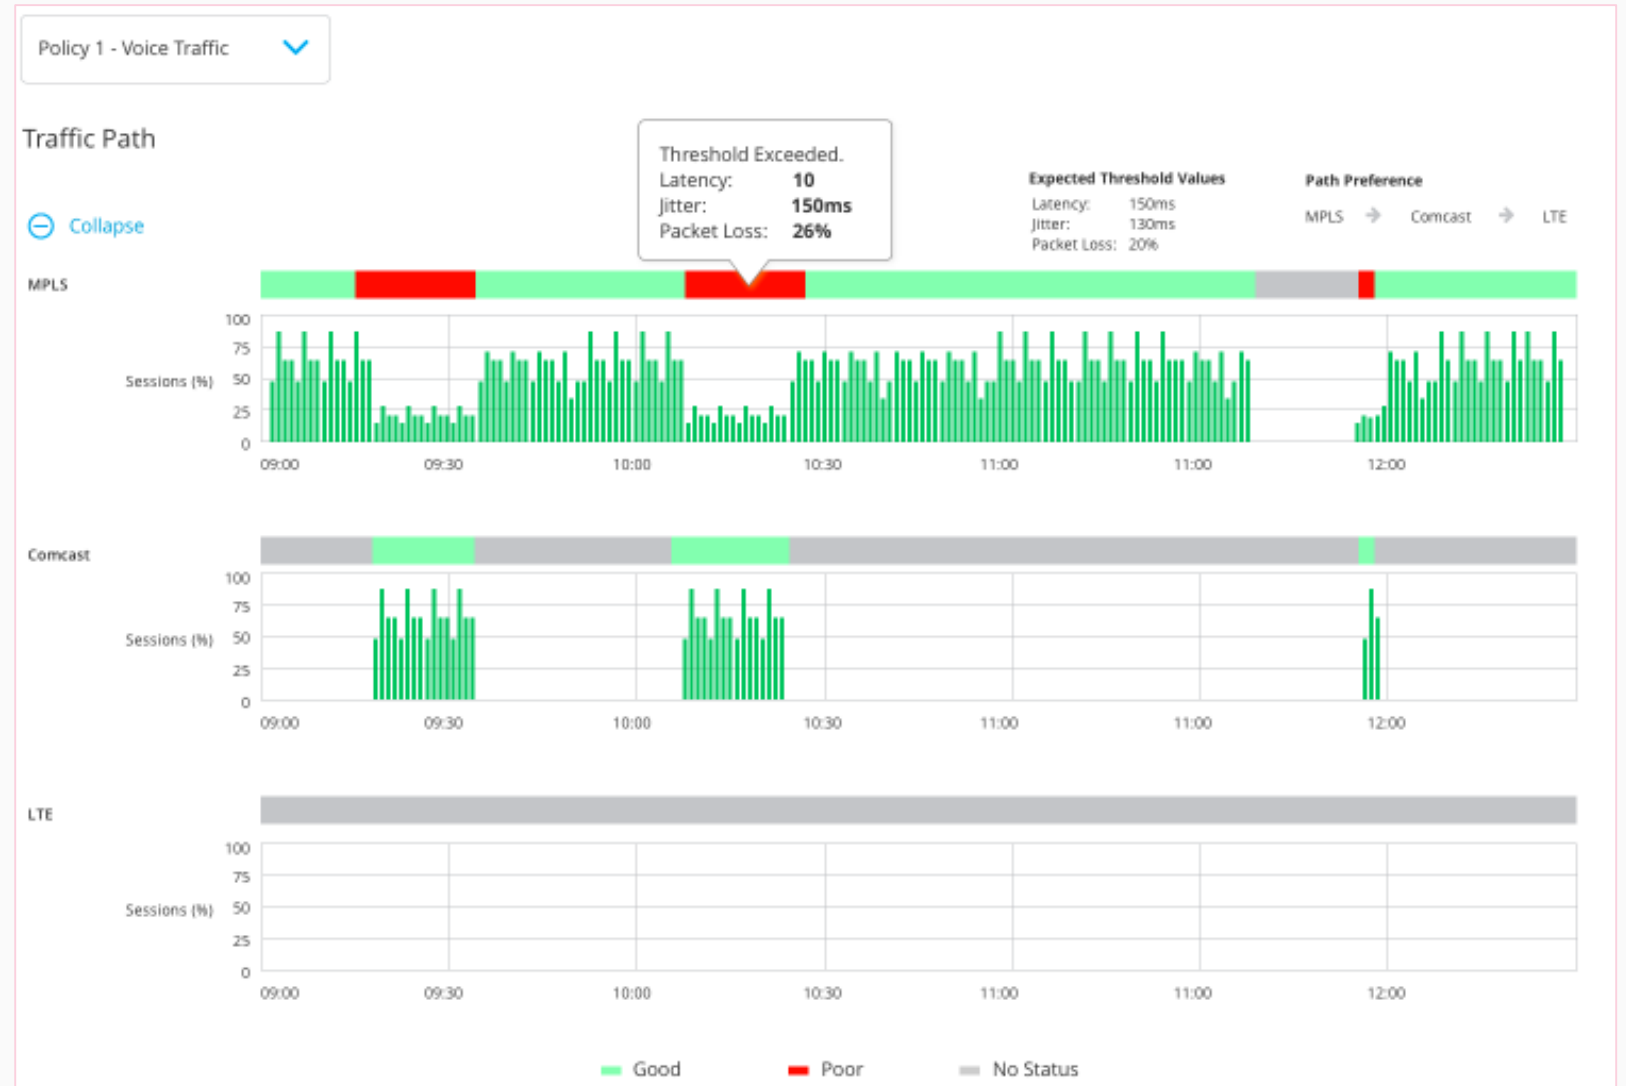 Policy 1 - Voice Traffic
Traffic Path
Threshold Exceeded.
Latency: 10
Jitter: 150ms
Packet Loss: 26%
Expected Threshold Values
Latency: 150ms
Jitter: 130ms
Packet Loss: 20%
Path Preference
MPLS Comcast LTE
Collapse
MPLS
100
75
Sessions (%) 50
25
0
09:00 09:30 10:00 10:30 11:00 11:00 12:00
Comcast
100
75
Sessions (%) 50
25
0
09:00 09:30 10:00 10:30 11:00 11:00 12:00
LTE
100
75
Sessions (%) 50
25
0
09:00 09:30 10:00 10:30 11:00 11:00 12:00
Good Poor No Status